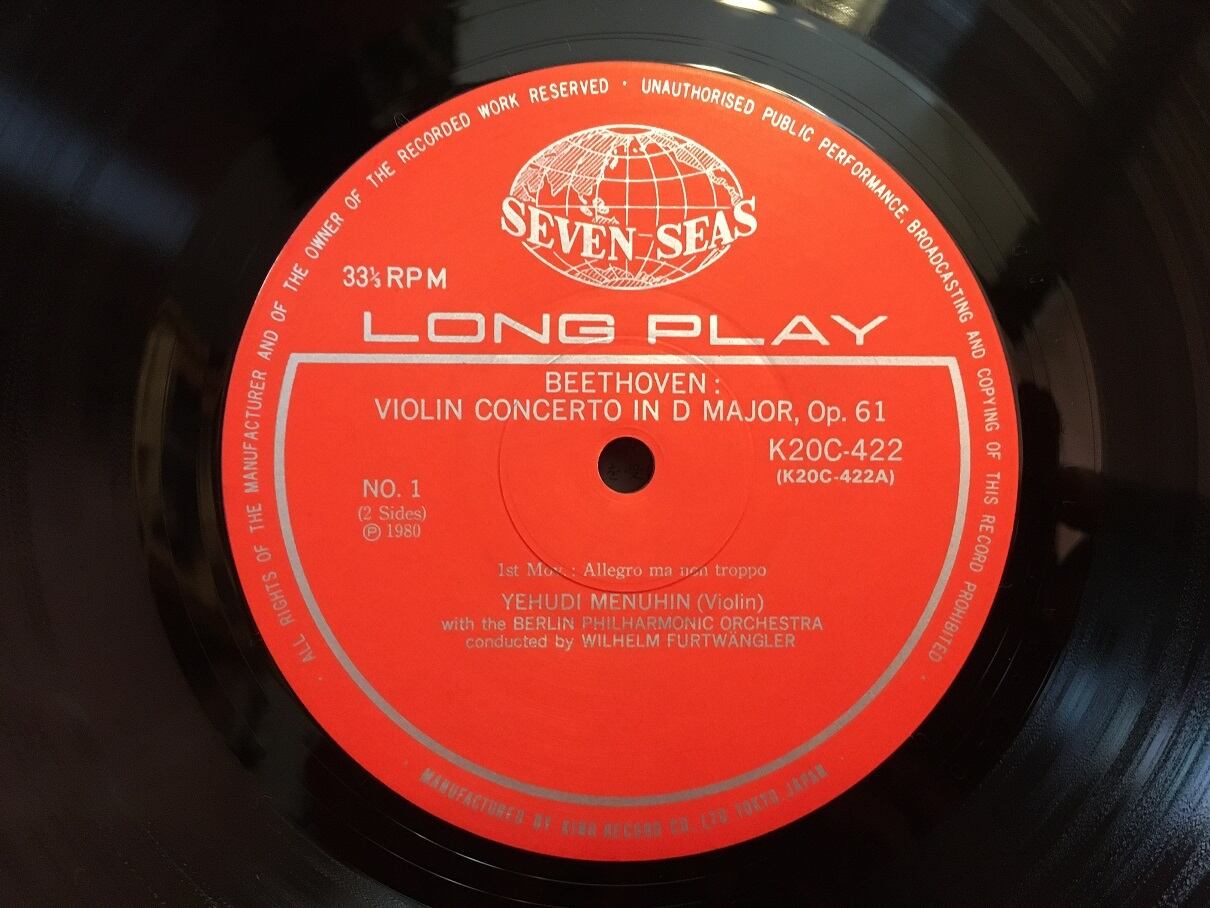 ALL RIGHTS OF THE MANUFACTURER AND OF THE OWNER OF THE RECORDED WORK RESERVED · UNAUTHORISED PUBLIC PERFORMANCE, BROADCASTING AND COPYING OF THIS RECORD PROHIBITED
SEVEN SEAS
33⅓ RPM
LONG PLAY
BEETHOVEN:
VIOLIN CONCERTO IN D MAJOR, Op. 61
K20C-422
(K20C-422A)
NO. 1
(2 Sides)
℗ 1980
1st Mov. : Allegro ma non troppo
YEHUDI MENUHIN (Violin)
with the BERLIN PHILHARMONIC ORCHESTRA
conducted by WILHELM FURTWÄNGLER
MANUFACTURED BY KING RECORD CO. LTD. TOKYO. JAPAN